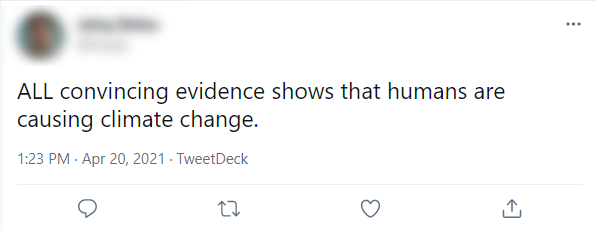 ALL convincing evidence shows that humans are
causing climate change.
1:23 PM · Apr 20, 2021 · TweetDeck